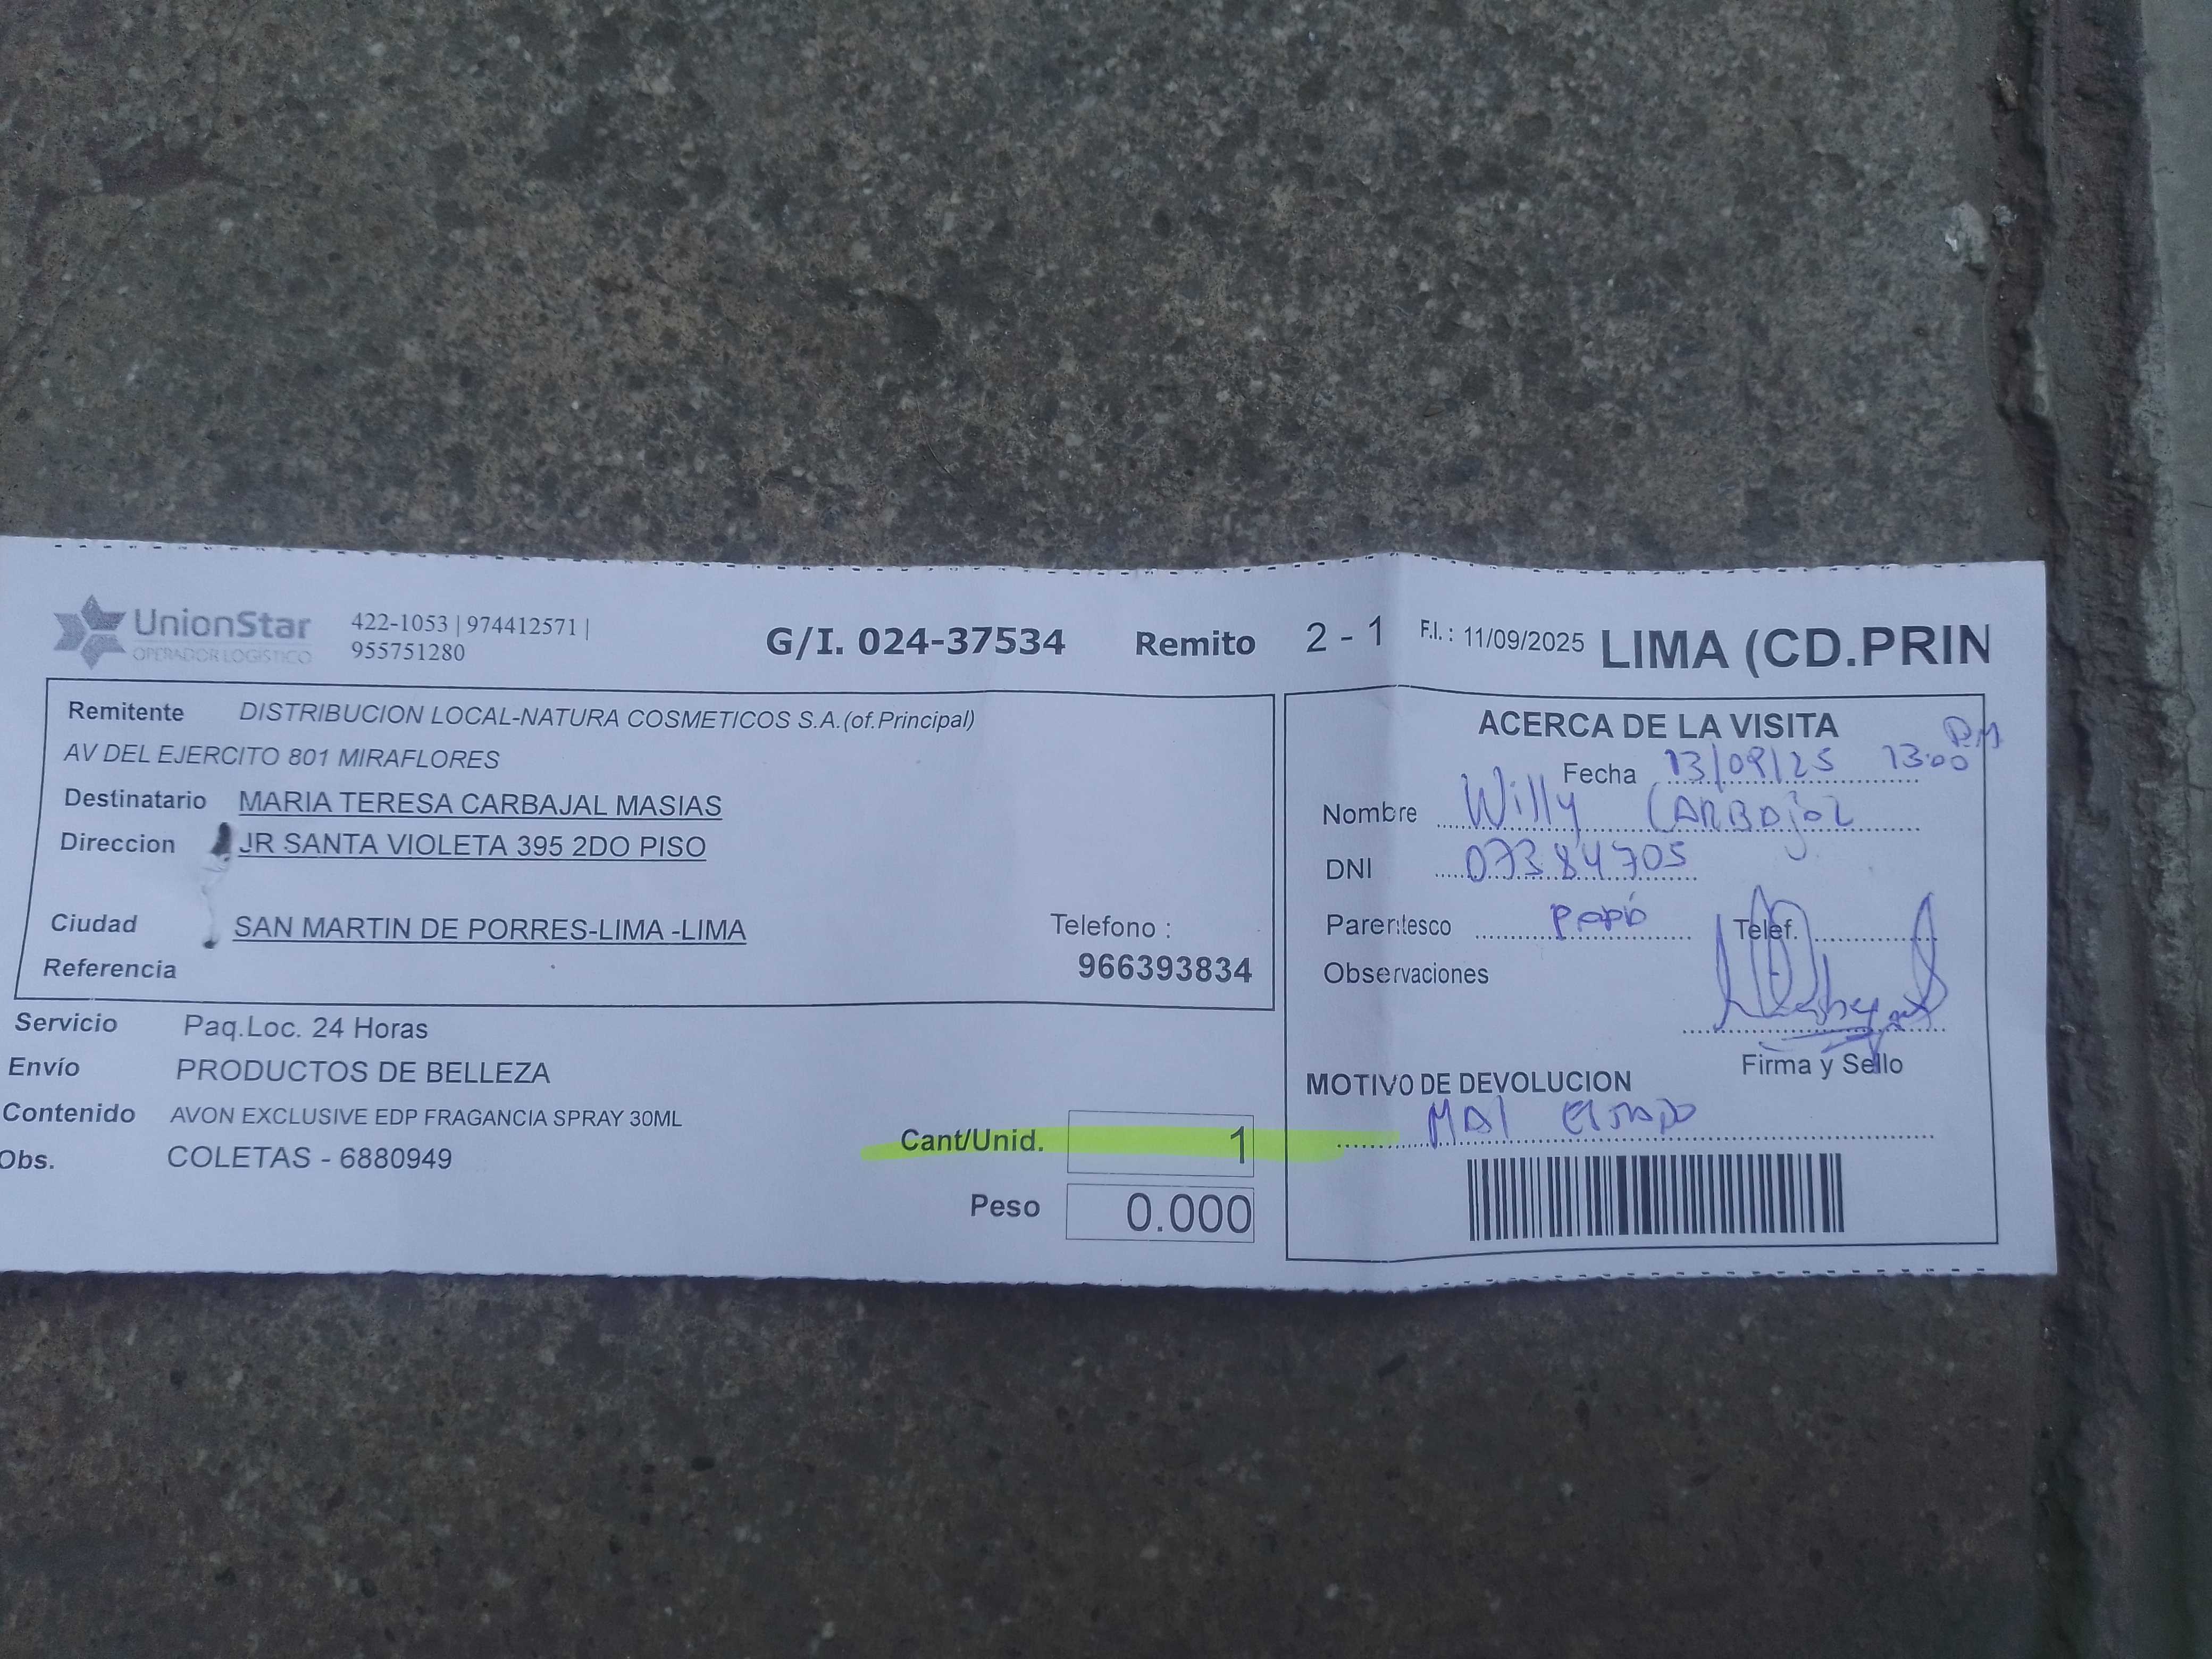 UnionStar
OPERADOR LOGÍSTICO
422-1053 | 974412571 |
955751280
G/I. 024-37534 Remito 2 - 1 F.I. : 11/09/2025 LIMA (CD.PRIN
Remitente DISTRIBUCION LOCAL-NATURA COSMETICOS S.A.(of.Principal)
AV DEL EJERCITO 801 MIRAFLORES
Destinatario MARIA TERESA CARBAJAL MASIAS
Direccion JR SANTA VIOLETA 395 2DO PISO
Ciudad SAN MARTIN DE PORRES-LIMA -LIMA
Telefono :
966393834
Referencia
Servicio Paq.Loc. 24 Horas
Envío PRODUCTOS DE BELLEZA
Contenido AVON EXCLUSIVE EDP FRAGANCIA SPRAY 30ML
Obs. COLETAS - 6880949
Cant/Unid. 1
Peso 0.000
ACERCA DE LA VISITA
Fecha 13/09/25 13:00 PM
Nombre Willy CARBAJAL
DNI 07384705
Parentesco papá Telef.
Observaciones
Firma y Sello
MOTIVO DE DEVOLUCION
MAL ESTADO